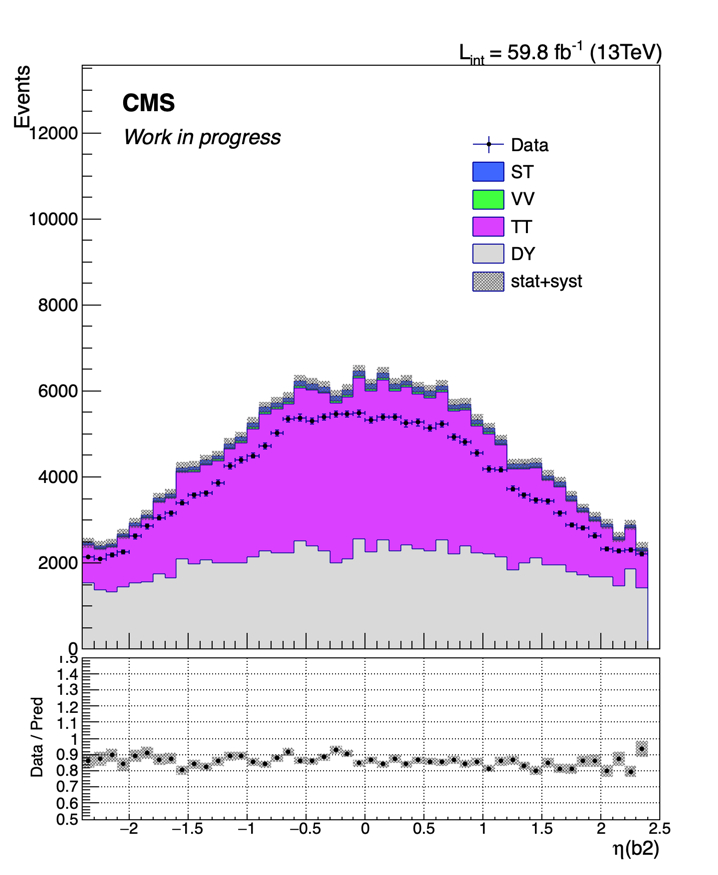 L_int = 59.8 fb⁻¹ (13TeV)
Events
CMS
Work in progress
12000
10000
8000
6000
4000
2000
0
Data
ST
VV
TT
DY
stat+syst
Data / Pred
1.5
1.4
1.3
1.2
1.1
1
0.9
0.8
0.7
0.6
0.5
−2 −1.5 −1 −0.5 0 0.5 1 1.5 2 2.5
η(b2)